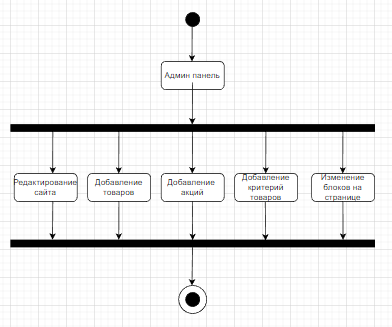 Админ панель
Редактирование
сайта
Добавление
товаров
Добавление
акций
Добавление
критерий
товаров
Изменение
блоков на
странице